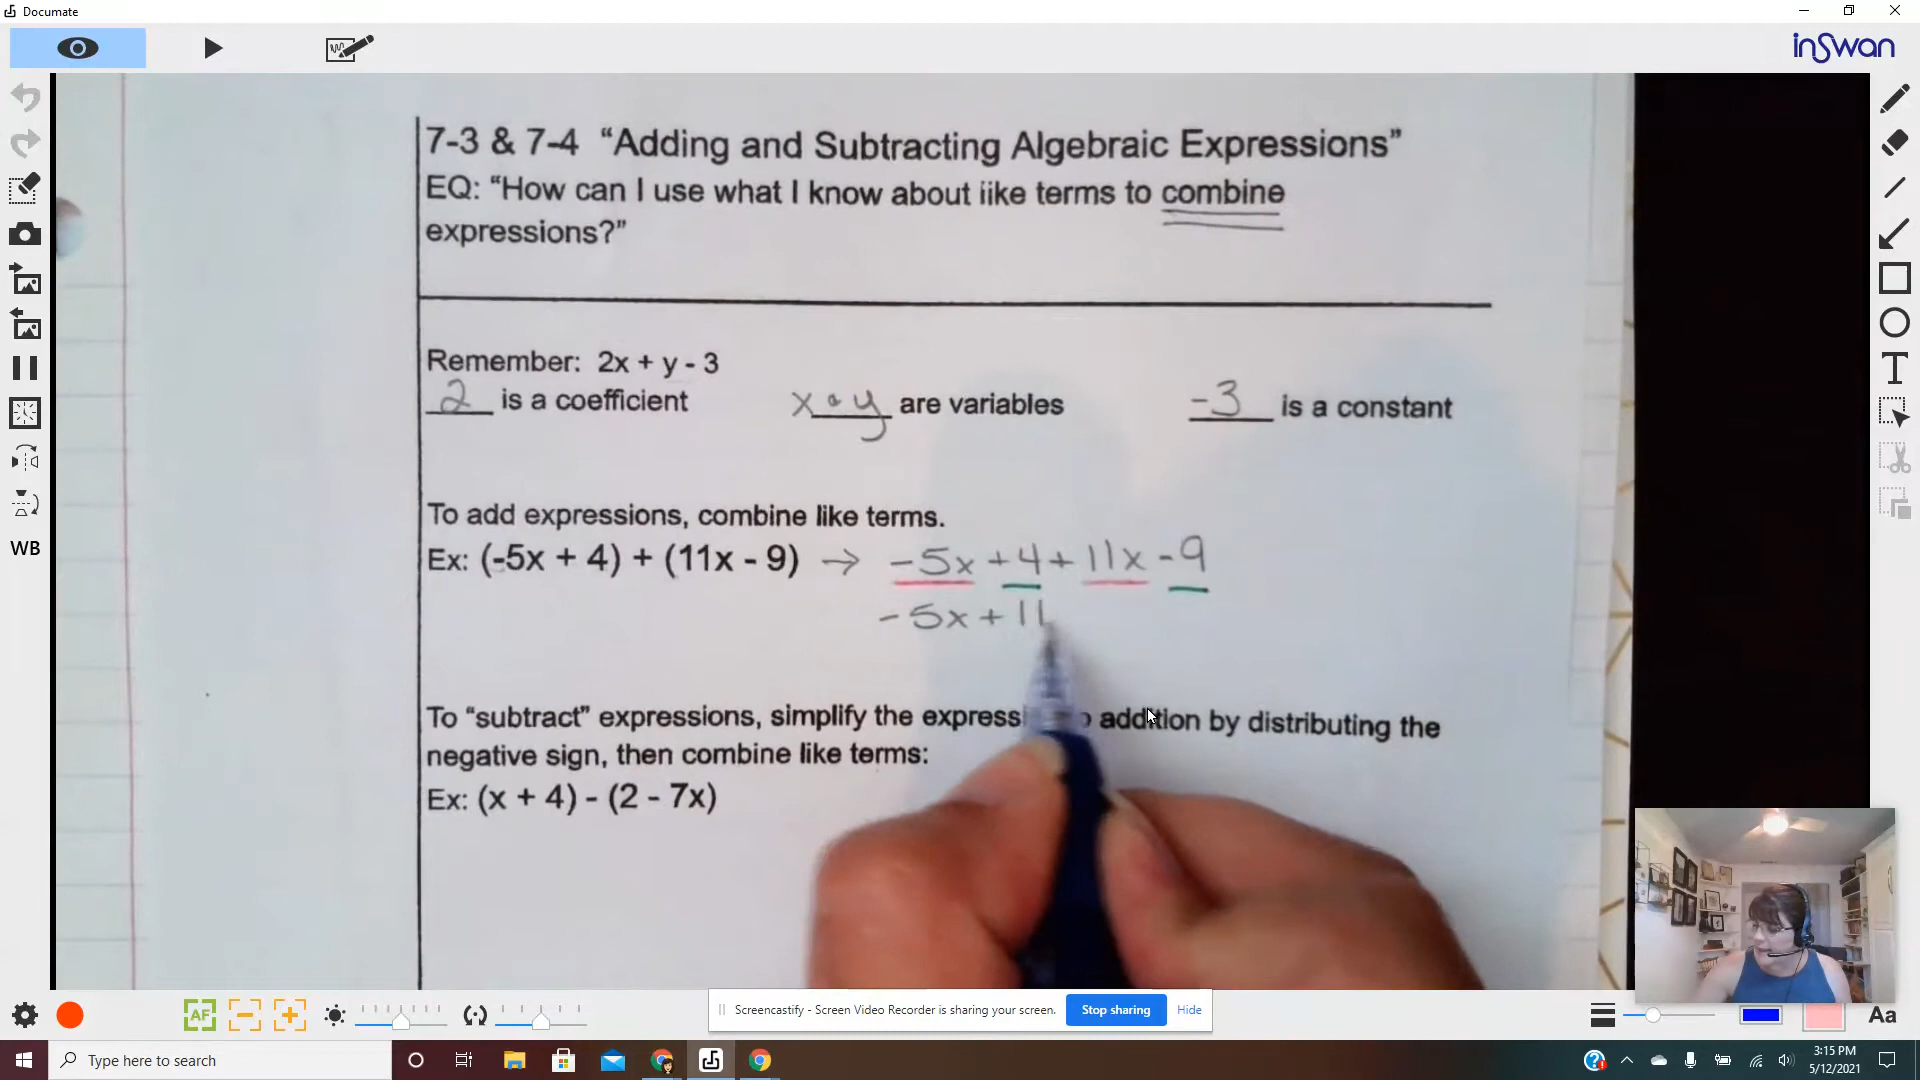 Documate
inSwan
7-3 & 7-4 “Adding and Subtracting Algebraic Expressions”
EQ: “How can I use what I know about like terms to combine
expressions?”
Remember: 2x + y - 3
2 is a coefficient x & y are variables -3 is a constant
To add expressions, combine like terms.
Ex: (-5x + 4) + (11x - 9) → -5x + 4 + 11x - 9
-5x + 11
To “subtract” expressions, simplify the addition by distributing the
negative sign, then combine like terms:
Ex: (x + 4) - (2 - 7x)
WB
T
AF
Screencastify - Screen Video Recorder is sharing your screen. Stop sharing Hide
Aa
Type here to search
3:15 PM
5/12/2021